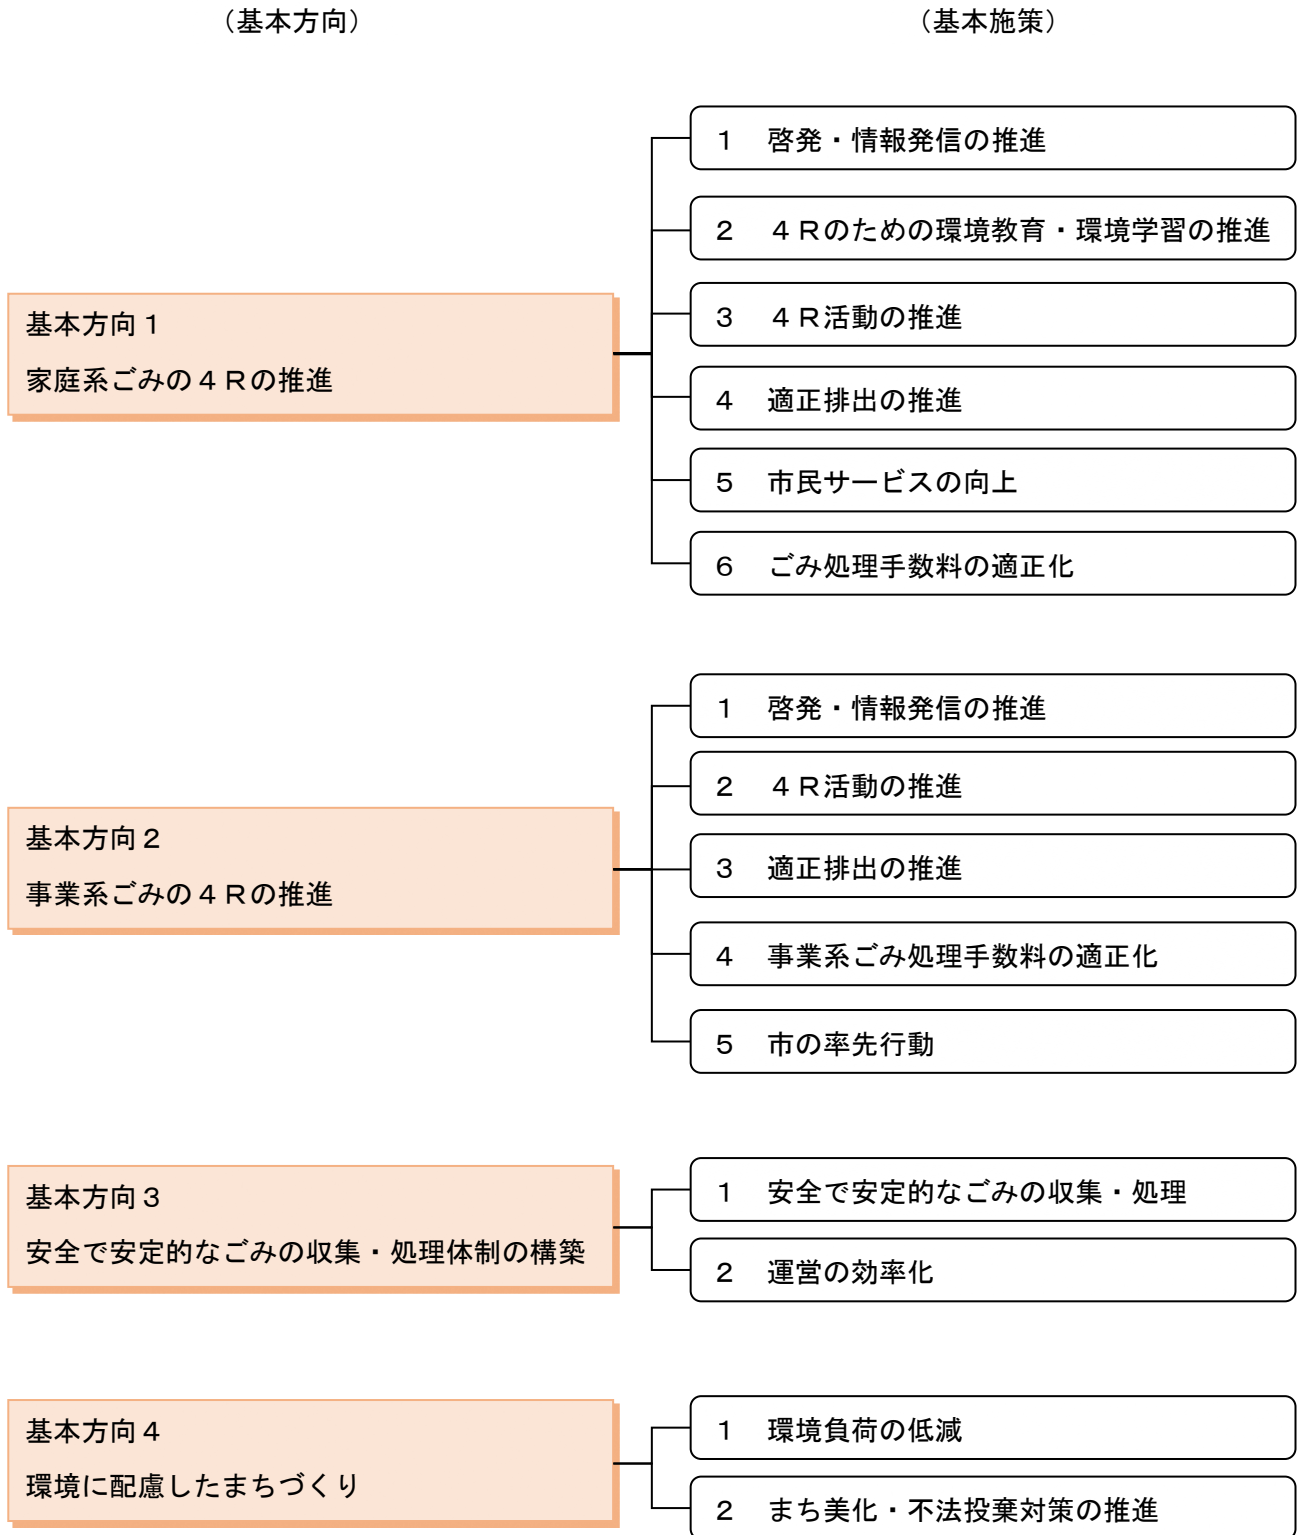 （基本方向）　（基本施策）
基本方向１
家庭系ごみの４Ｒの推進
１　啓発・情報発信の推進
２　４Ｒのための環境教育・環境学習の推進
３　４Ｒ活動の推進
４　適正排出の推進
５　市民サービスの向上
６　ごみ処理手数料の適正化
基本方向２
事業系ごみの４Ｒの推進
１　啓発・情報発信の推進
２　４Ｒ活動の推進
３　適正排出の推進
４　事業系ごみ処理手数料の適正化
５　市の率先行動
基本方向３
安全で安定的なごみの収集・処理体制の構築
１　安全で安定的なごみの収集・処理
２　運営の効率化
基本方向４
環境に配慮したまちづくり
１　環境負荷の低減
２　まち美化・不法投棄対策の推進